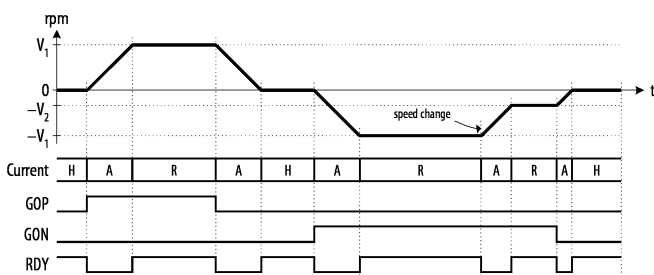 rpm
V1
0
t
−V2
speed change
−V1
Current H A R A H A R A R A H
GOP
GON
RDY